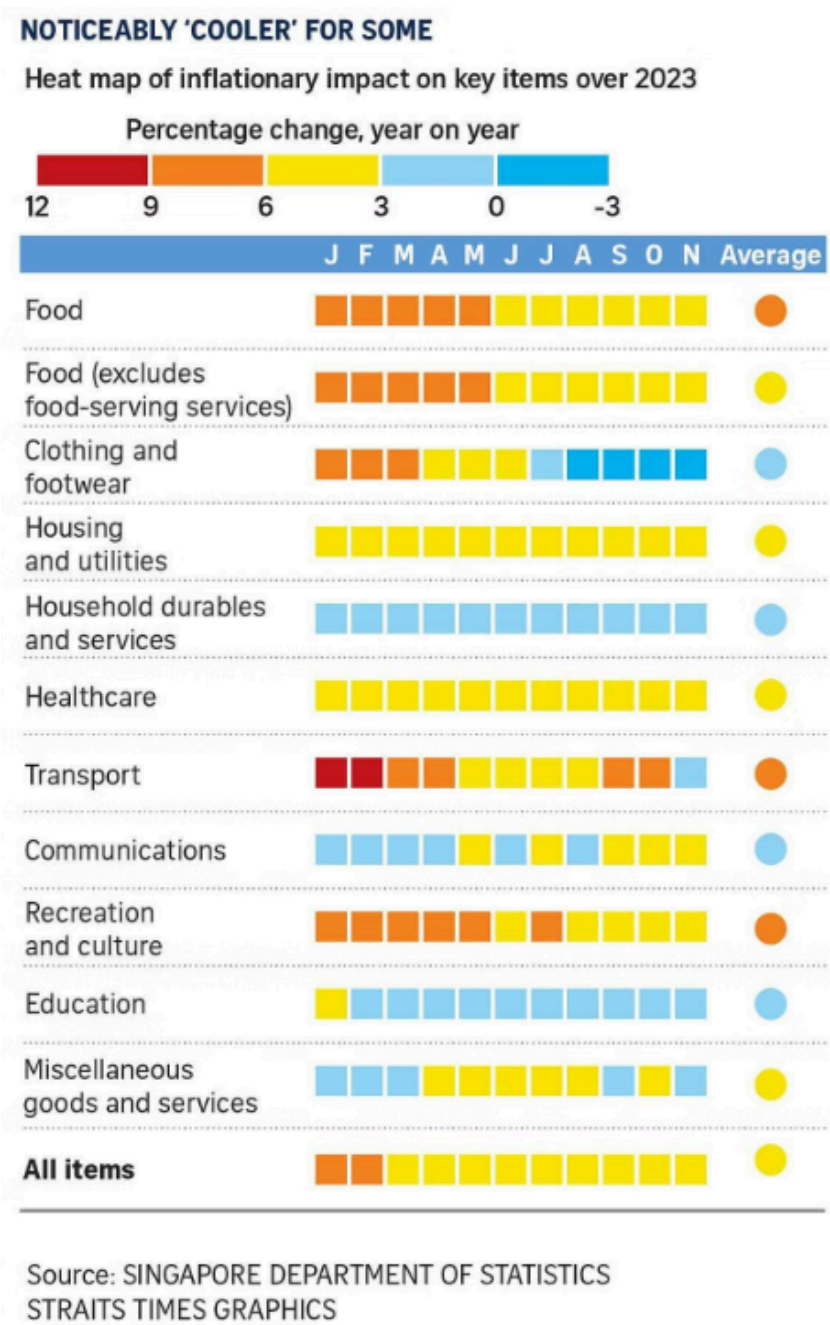 NOTICEABLY ‘COOLER’ FOR SOME
Heat map of inflationary impact on key items over 2023
Percentage change, year on year
12 9 6 3 0 -3
J F M A M J J A S O N Average
Food
Food (excludes
food-serving services)
Clothing and
footwear
Housing
and utilities
Household durables
and services
Healthcare
Transport
Communications
Recreation
and culture
Education
Miscellaneous
goods and services
All items
Source: SINGAPORE DEPARTMENT OF STATISTICS
STRAITS TIMES GRAPHICS